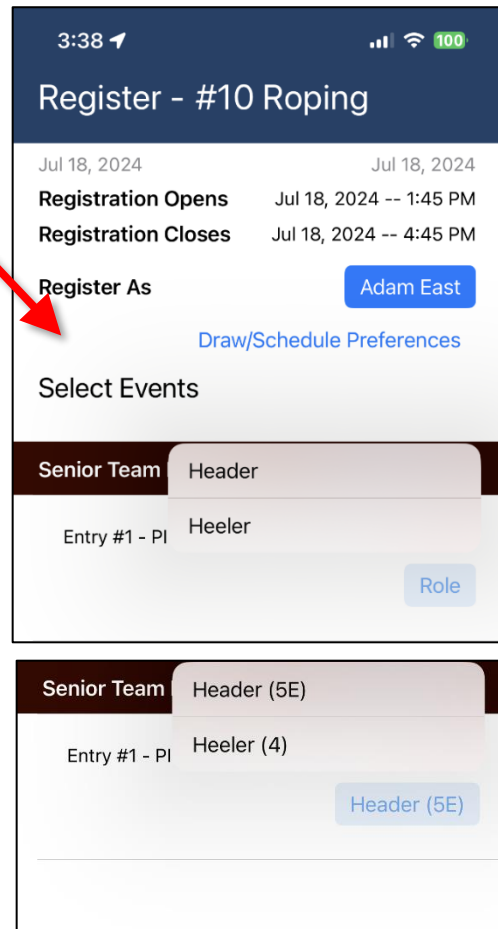 3:38 100
Register - #10 Roping
Jul 18, 2024 Jul 18, 2024
Registration Opens Jul 18, 2024 -- 1:45 PM
Registration Closes Jul 18, 2024 -- 4:45 PM
Register As Adam East
Draw/Schedule Preferences
Select Events
Senior Team
Header
Entry #1 - Pl
Heeler
Role
Senior Team
Header (5E)
Entry #1 - Pl
Heeler (4)
Header (5E)